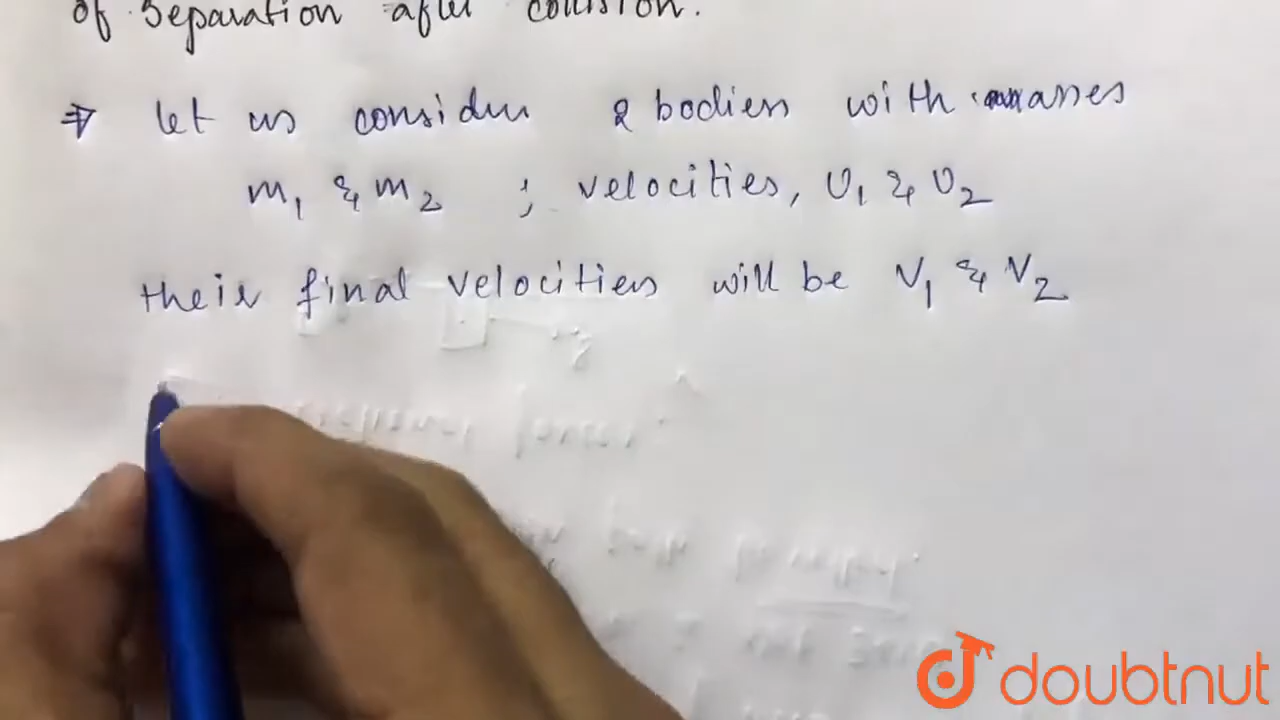 of Separation after collision.
⇒ let us consider 2 bodies with masses
m₁ & m₂ ; velocities, U₁ & U₂
their final velocities will be V₁ & V₂
doubtnut